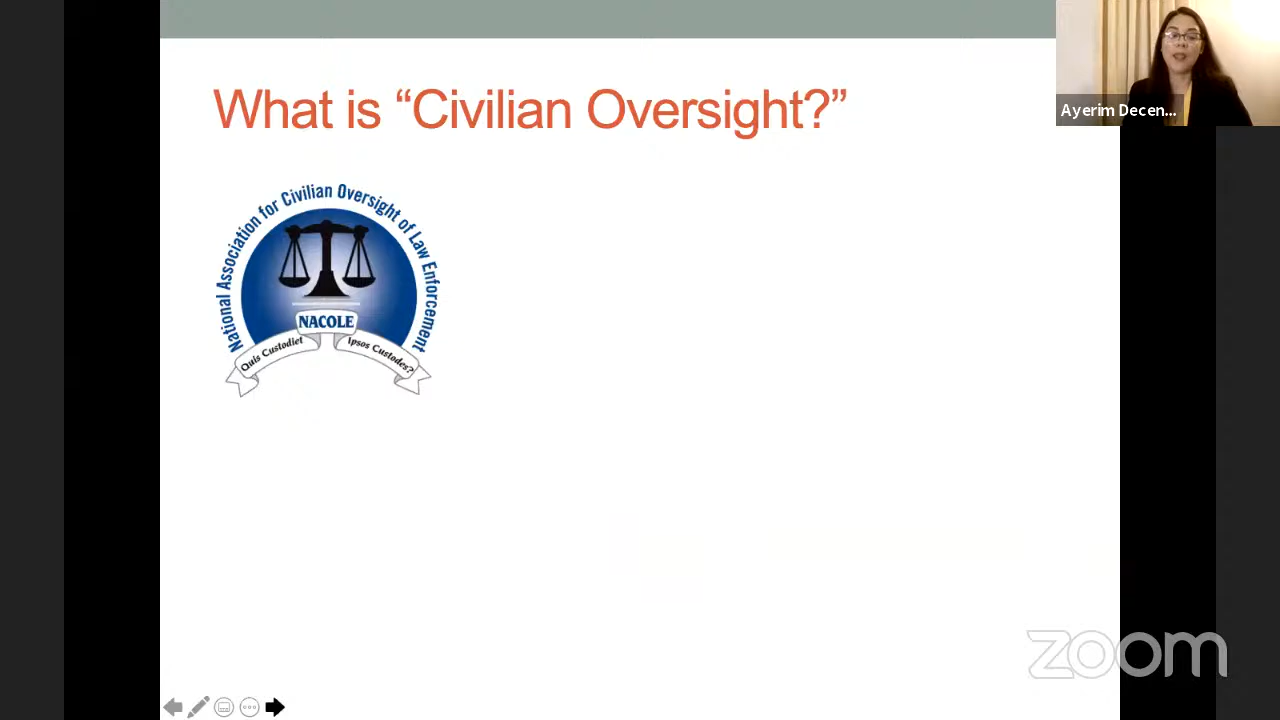 What is “Civilian Oversight?”
Ayerim Decen...
National Association for Civilian Oversight of Law Enforcement
NACOLE
Quis Custodiet
Ipsos Custodes?
zoom